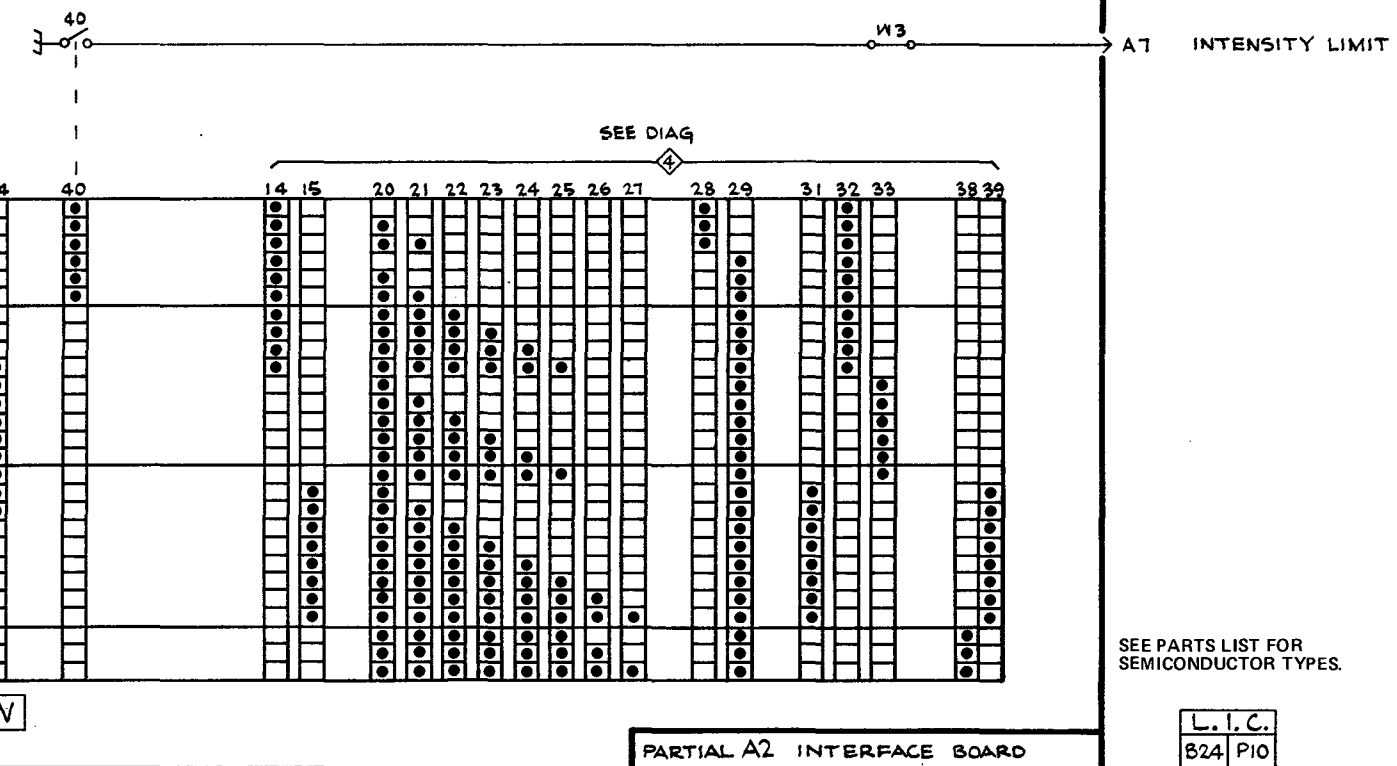 40
W3
A7 INTENSITY LIMIT
SEE DIAG
4
4 40 14 15 20 21 22 23 24 25 26 27 28 29 31 32 33 38 39
SEE PARTS LIST FOR
SEMICONDUCTOR TYPES.
L.I.C.
B24 P10
PARTIAL A2 INTERFACE BOARD